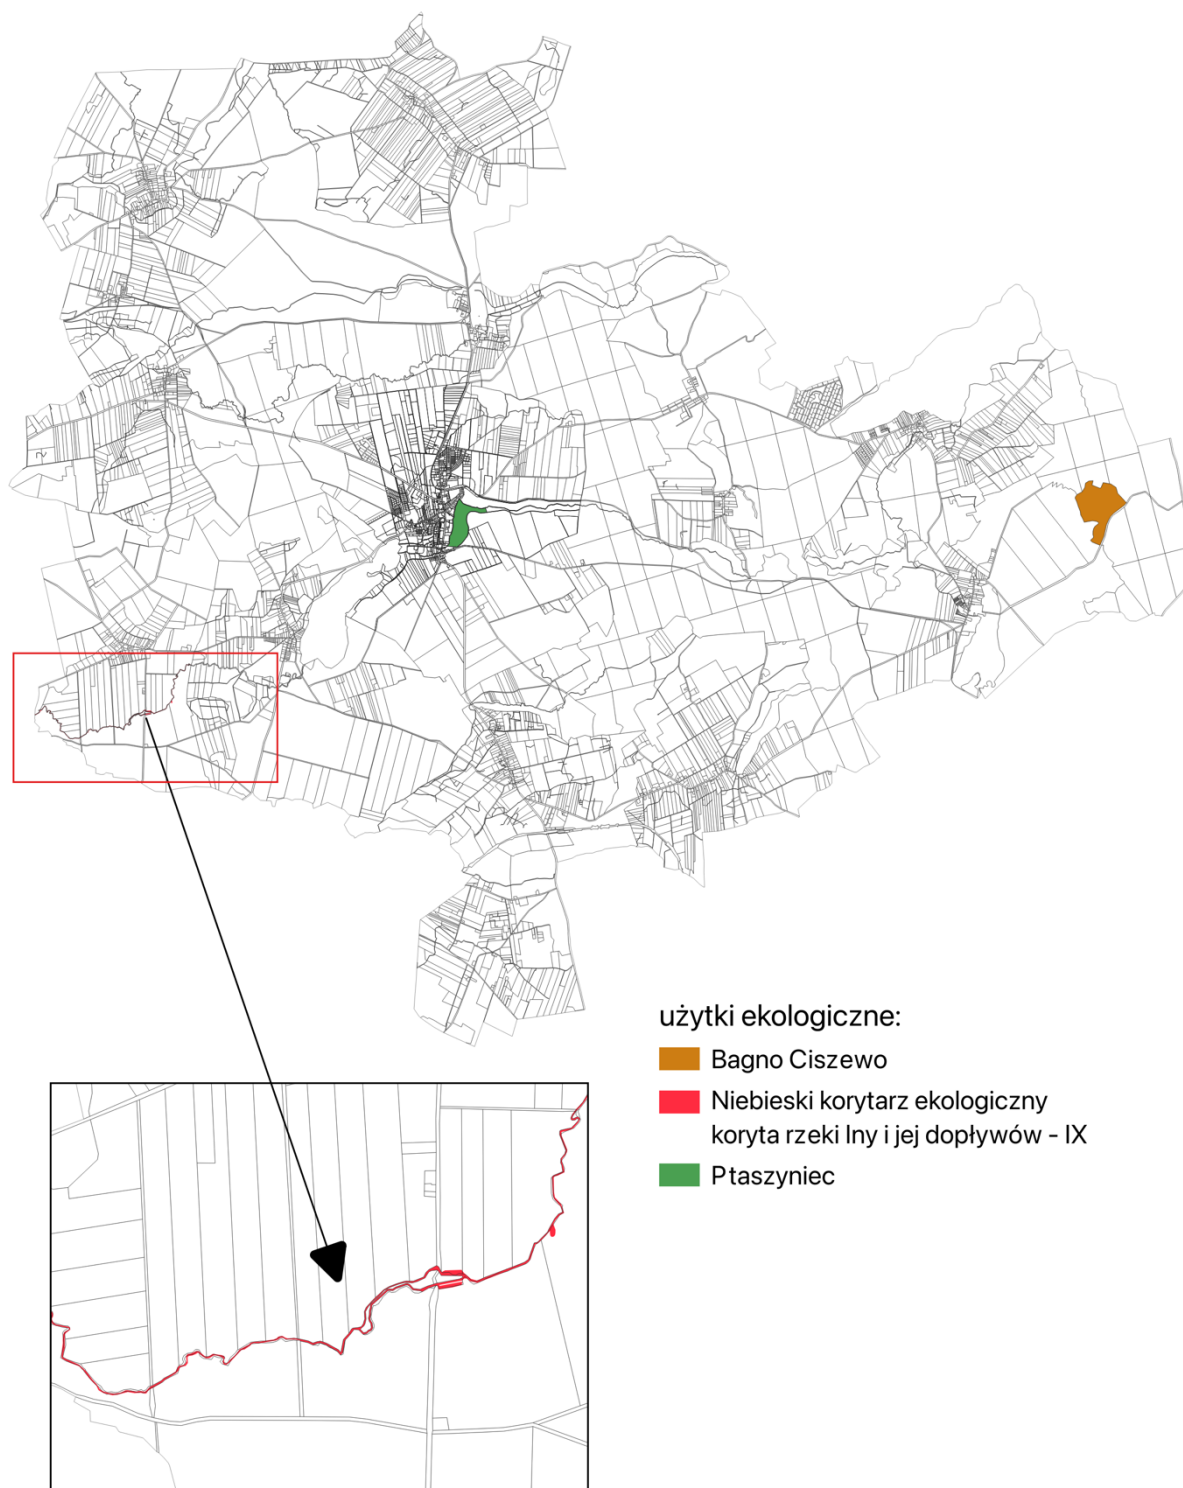 użytki ekologiczne:
Bagno Ciszewo
Niebieski korytarz ekologiczny
koryta rzeki Iny i jej dopływów - IX
Ptaszyniec